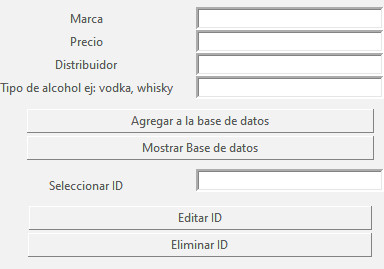 Marca
Precio
Distribuidor
Tipo de alcohol ej: vodka, whisky
Agregar a la base de datos
Mostrar Base de datos
Seleccionar ID
Editar ID
Eliminar ID